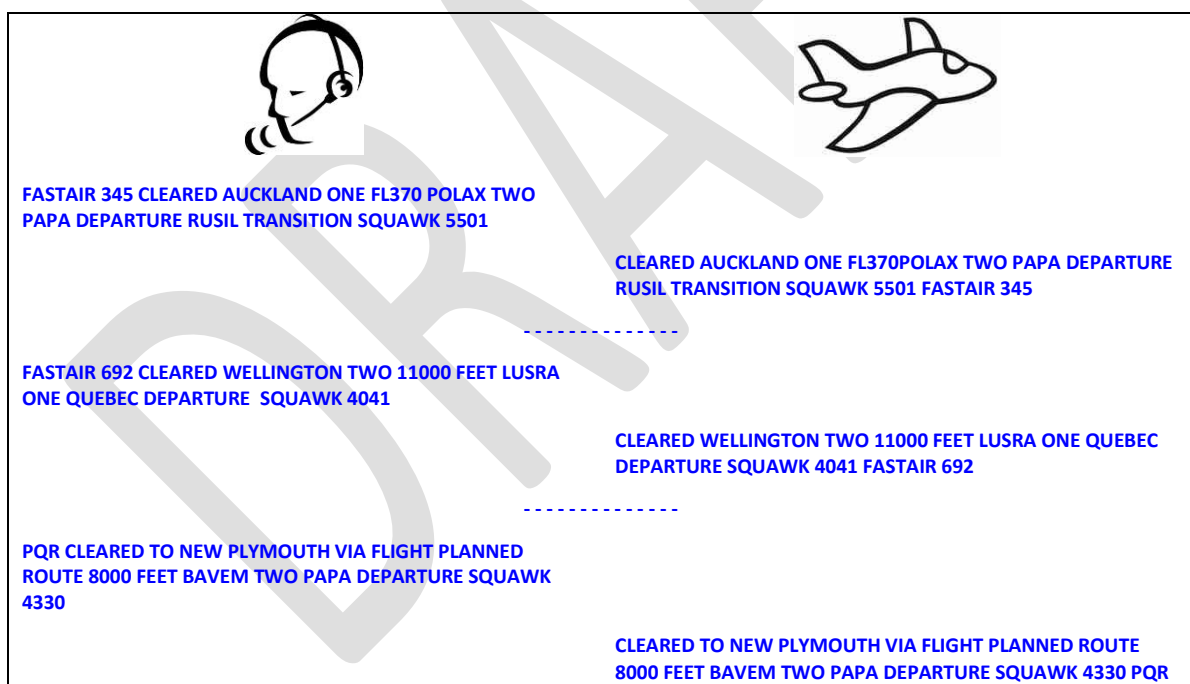 FASTAIR 345 CLEARED AUCKLAND ONE FL370 POLAX TWO
PAPA DEPARTURE RUSIL TRANSITION SQUAWK 5501
CLEARED AUCKLAND ONE FL370POLAX TWO PAPA DEPARTURE
RUSIL TRANSITION SQUAWK 5501 FASTAIR 345
- - - - - - - - - - - - - -
FASTAIR 692 CLEARED WELLINGTON TWO 11000 FEET LUSRA
ONE QUEBEC DEPARTURE  SQUAWK 4041
CLEARED WELLINGTON TWO 11000 FEET LUSRA ONE QUEBEC
DEPARTURE SQUAWK 4041 FASTAIR 692
- - - - - - - - - - - - - -
PQR CLEARED TO NEW PLYMOUTH VIA FLIGHT PLANNED
ROUTE 8000 FEET BAVEM TWO PAPA DEPARTURE SQUAWK
4330
CLEARED TO NEW PLYMOUTH VIA FLIGHT PLANNED ROUTE
8000 FEET BAVEM TWO PAPA DEPARTURE SQUAWK 4330 PQR
DRA